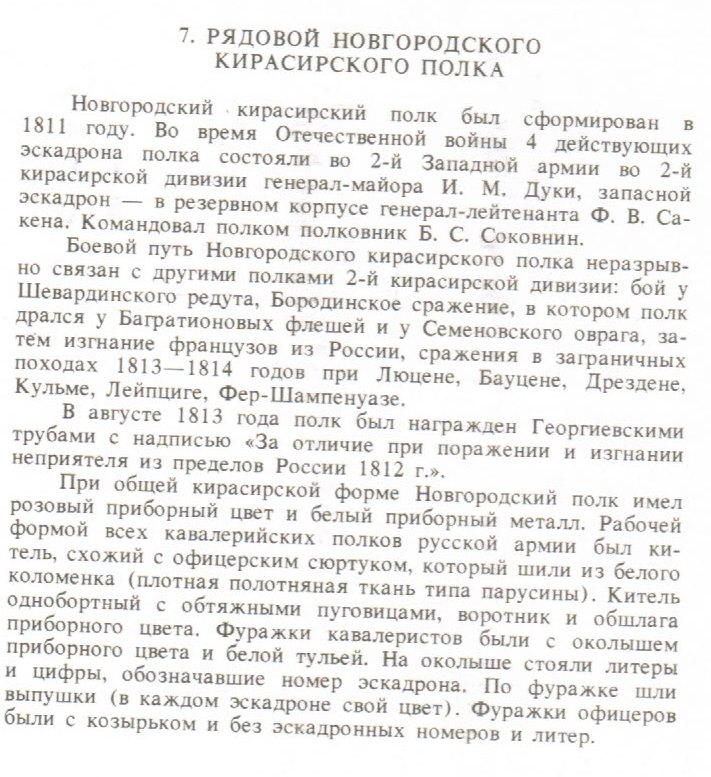 7. РЯДОВОЙ НОВГОРОДСКОГО
КИРАСИРСКОГО ПОЛКА
Новгородский кирасирский полк был сформирован в
1811 году. Во время Отечественной войны 4 действующих
эскадрона полка состояли во 2-й Западной армии во 2-й
кирасирской дивизии генерал-майора И. М. Дуки, запасной
эскадрон — в резервном корпусе генерал-лейтенанта Ф. В. Са-
кена. Командовал полком полковник Б. С. Соковнин.
Боевой путь Новгородского кирасирского полка неразрыв-
но связан с другими полками 2-й кирасирской дивизии: бой у
Шевардинского редута, Бородинское сражение, в котором полк
дрался у Багратионовых флешей и у Семеновского оврага, за-
тем изгнание французов из России, сражения в заграничных
походах 1813—1814 годов при Люцене, Бауцене, Дрездене,
Кульме, Лейпциге, Фер-Шампенуазе.
В августе 1813 года полк был награжден Георгиевскими
трубами с надписью «За отличие при поражении и изгнании
неприятеля из пределов России 1812 г.».
При общей кирасирской форме Новгородский полк имел
розовый приборный цвет и белый приборный металл. Рабочей
формой всех кавалерийских полков русской армии был ки-
тель, схожий с офицерским сюртуком, который шили из белого
коломенка (плотная полотняная ткань типа парусины). Китель
однобортный с обтяжными пуговицами, воротник и обшлага
приборного цвета. Фуражки кавалеристов были с околышем
приборного цвета и белой тульей. На околыше стояли литеры
и цифры, обозначавшие номер эскадрона. По фуражке шли
выпушки (в каждом эскадроне свой цвет). Фуражки офицеров
были с козырьком и без эскадронных номеров и литер.